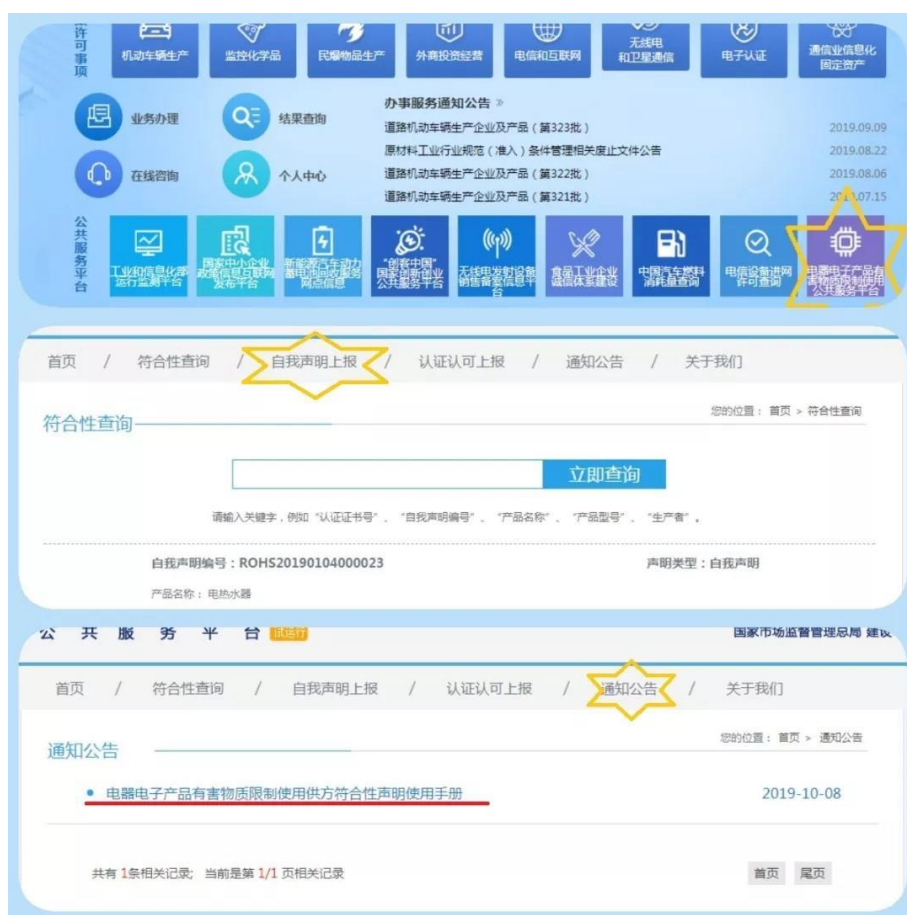 许可事项
机动车辆生产
监控化学品
民爆物品生产
外商投资经营
电信和互联网
无线电
和卫星通信
电子认证
通信业信息化
固定资产
业务办理
结果查询
在线咨询
个人中心
办事服务通知公告 »
道路机动车辆生产企业及产品（第323批） 2019.09.09
原材料工业行业规范（准入）条件管理相关废止文件公告 2019.08.22
道路机动车辆生产企业及产品（第322批） 2019.08.06
道路机动车辆生产企业及产品（第321批） 2019.07.15
公共服务平台
工业和信息化部
运行监测平台
国家中小企业
政策信息互联网
发布平台
新能源汽车动力
蓄电池回收服务
网点信息
"创客中国"
国家创新创业
公共服务平台
无线电发射设备
销售备案信息平
台
食品工业企业
诚信体系建设
中国汽车燃料
消耗量查询
电信设备进网
许可查询
电器电子产品有
害物质限制使用
公共服务平台
首页 / 符合性查询 / 自我声明上报 / 认证认可上报 / 通知公告 / 关于我们
您的位置： 首页 > 符合性查询
符合性查询
立即查询
请输入关键字，例如 “认证证书号” 、 “自我声明编号” 、 “产品名称” 、 “产品型号” 、 “生产者” 。
自我声明编号：ROHS20190104000023 声明类型：自我声明
产品名称： 电热水器
公共服务平台 试运行 国家市场监督管理总局 建设
首页 / 符合性查询 / 自我声明上报 / 认证认可上报 / 通知公告 / 关于我们
您的位置： 首页 > 通知公告
通知公告
• 电器电子产品有害物质限制使用供方符合性声明使用手册 2019-10-08
共有 1条相关记录; 当前是第 1/1 页相关记录 首页 尾页